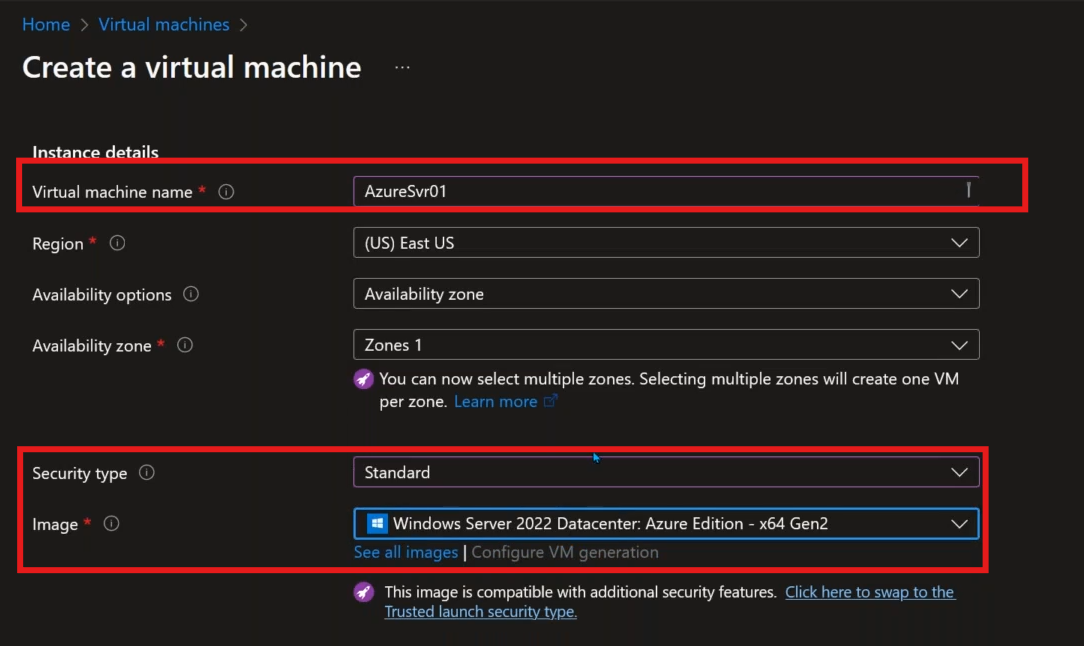 Home > Virtual machines >
Create a virtual machine ...
Instance details
Virtual machine name *
AzureSvr01
Region *
(US) East US
Availability options
Availability zone
Availability zone *
Zones 1
You can now select multiple zones. Selecting multiple zones will create one VM
per zone. Learn more
Security type
Standard
Image *
Windows Server 2022 Datacenter: Azure Edition - x64 Gen2
See all images | Configure VM generation
This image is compatible with additional security features. Click here to swap to the
Trusted launch security type.